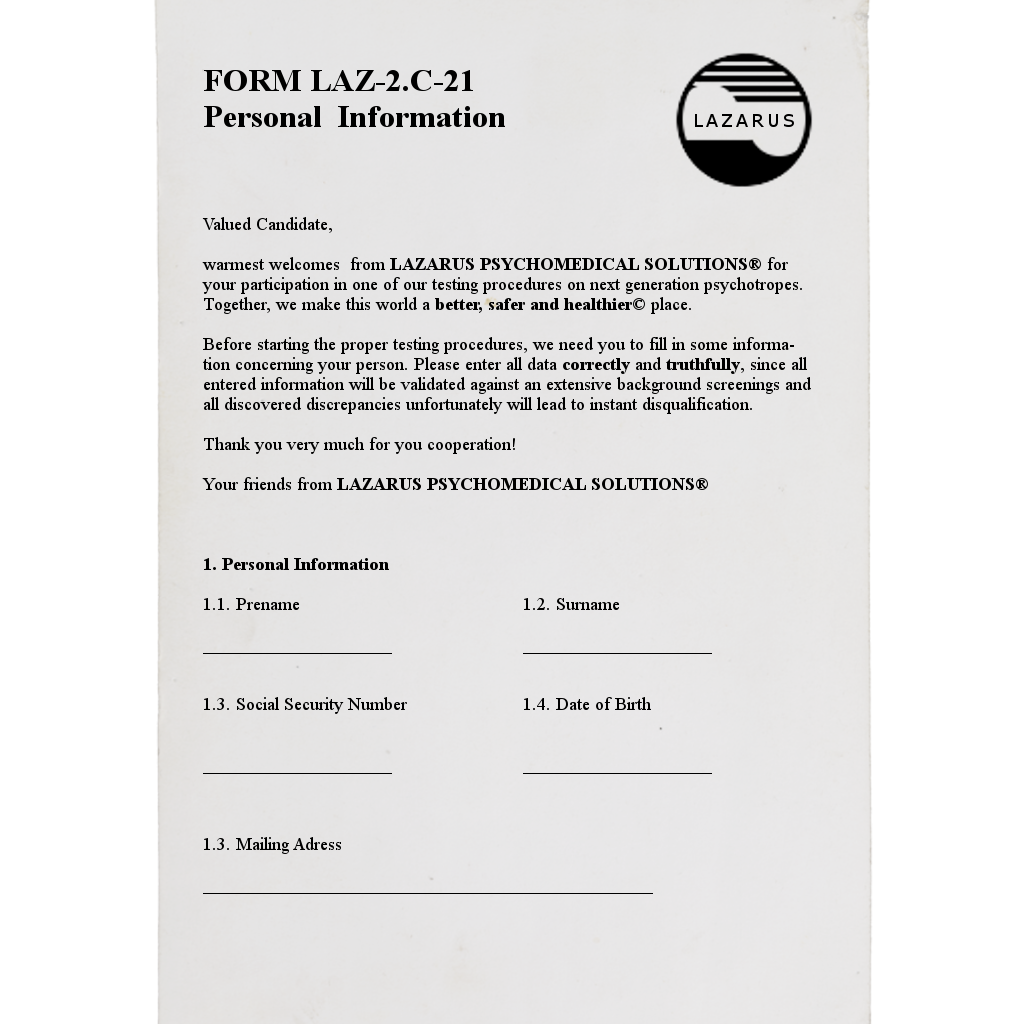 FORM LAZ-2.C-21
Personal Information
LAZARUS
Valued Candidate,
warmest welcomes from LAZARUS PSYCHOMEDICAL SOLUTIONS® for
your participation in one of our testing procedures on next generation psychotropes.
Together, we make this world a better, safer and healthier© place.
Before starting the proper testing procedures, we need you to fill in some informa-
tion concerning your person. Please enter all data correctly and truthfully, since all
entered information will be validated against an extensive background screenings and
all discovered discrepancies unfortunately will lead to instant disqualification.
Thank you very much for you cooperation!
Your friends from LAZARUS PSYCHOMEDICAL SOLUTIONS®
1. Personal Information
1.1. Prename 1.2. Surname
1.3. Social Security Number 1.4. Date of Birth
1.3. Mailing Adress